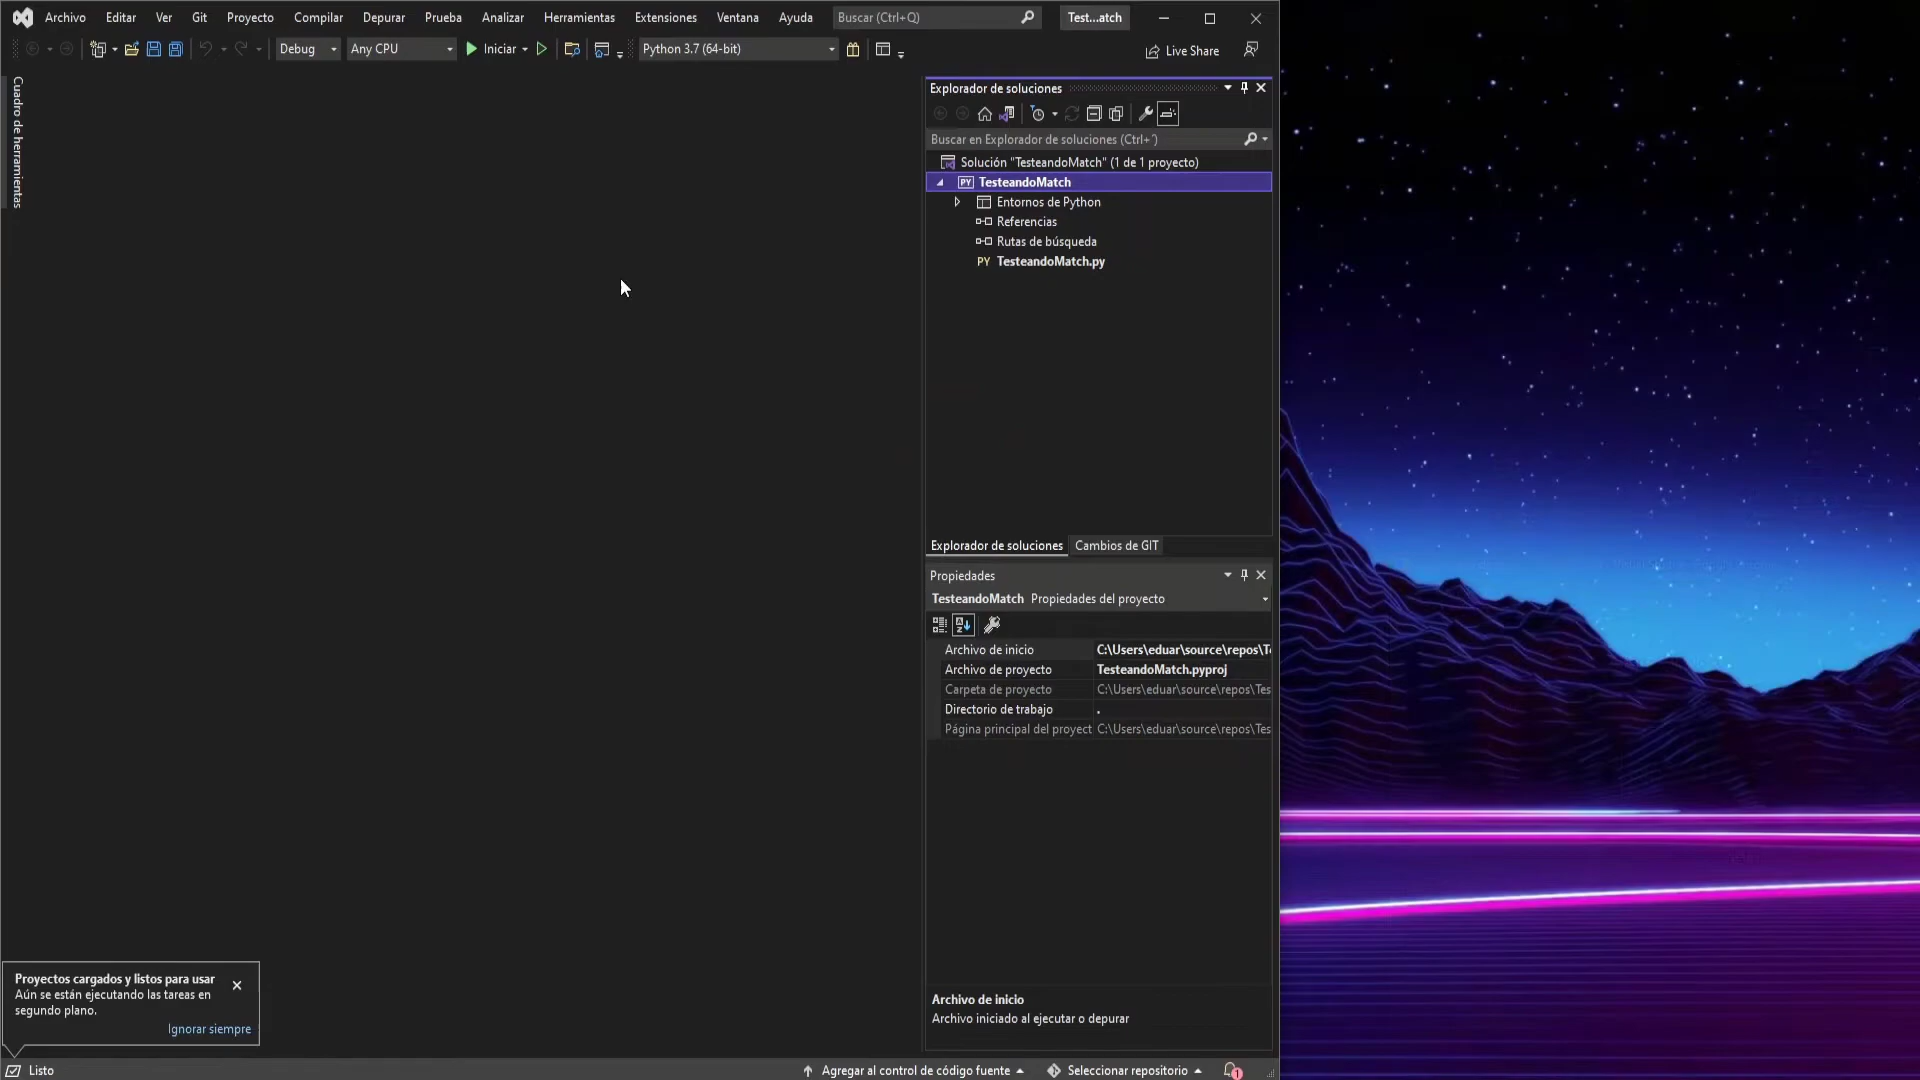 Archivo Editar Ver Git Proyecto Compilar Depurar Prueba Analizar Herramientas Extensiones Ventana Ayuda Buscar (Ctrl+Q) Test...atch
Debug Any CPU Iniciar Python 3.7 (64-bit) Live Share
Cuadro de herramientas
Explorador de soluciones
Buscar en Explorador de soluciones (Ctrl+¨)
Solución "TesteandoMatch" (1 de 1 proyecto)
PY TesteandoMatch
Entornos de Python
Referencias
Rutas de búsqueda
PY TesteandoMatch.py
Explorador de soluciones Cambios de GIT
Propiedades
TesteandoMatch Propiedades del proyecto
Archivo de inicio C:\Users\eduar\source\repos\T
Archivo de proyecto TesteandoMatch.pyproj
Carpeta de proyecto C:\Users\eduar\source\repos\Tes
Directorio de trabajo .
Página principal del proyect C:\Users\eduar\source\repos\Tes
Archivo de inicio
Archivo iniciado al ejecutar o depurar
Proyectos cargados y listos para usar
Aún se están ejecutando las tareas en
segundo plano.
Ignorar siempre
Listo Agregar al control de código fuente Seleccionar repositorio 1